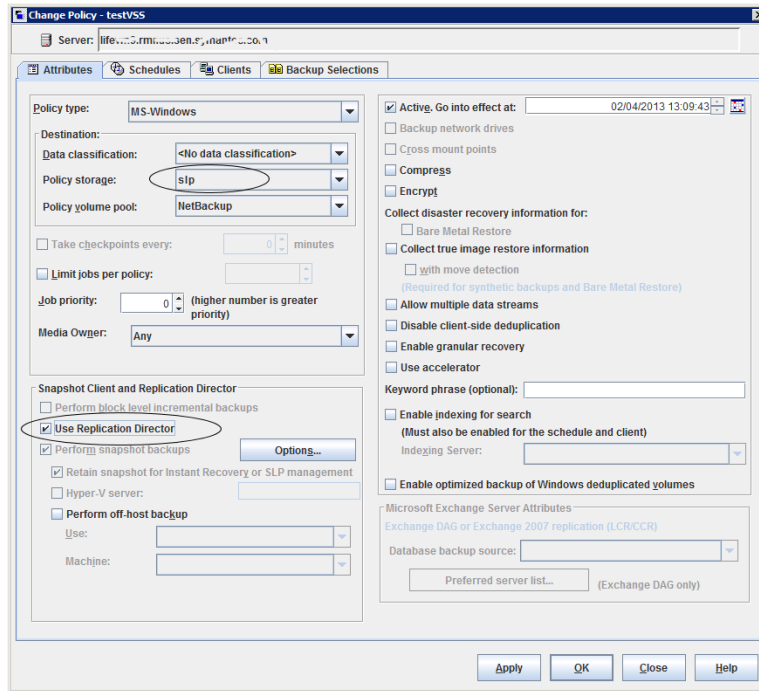 Change Policy - testVSS
Server:
Attributes
Schedules
Clients
Backup Selections
Policy type:
MS-Windows
Destination:
Data classification:
<No data classification>
Policy storage:
slp
Policy volume pool:
NetBackup
Take checkpoints every:
0
minutes
Limit jobs per policy:
Job priority:
0
(higher number is greater
priority)
Media Owner:
Any
Snapshot Client and Replication Director
Perform block level incremental backups
Use Replication Director
Perform snapshot backups
Options...
Retain snapshot for Instant Recovery or SLP management
Hyper-V server:
Perform off-host backup
Use:
Machine:
Active. Go into effect at:
02/04/2013 13:09:43
Backup network drives
Cross mount points
Compress
Encrypt
Collect disaster recovery information for:
Bare Metal Restore
Collect true image restore information
with move detection
(Required for synthetic backups and Bare Metal Restore)
Allow multiple data streams
Disable client-side deduplication
Enable granular recovery
Use accelerator
Keyword phrase (optional):
Enable indexing for search
(Must also be enabled for the schedule and client)
Indexing Server:
Enable optimized backup of Windows deduplicated volumes
Microsoft Exchange Server Attributes
Exchange DAG or Exchange 2007 replication (LCR/CCR)
Database backup source:
Preferred server list...
(Exchange DAG only)
Apply
OK
Close
Help